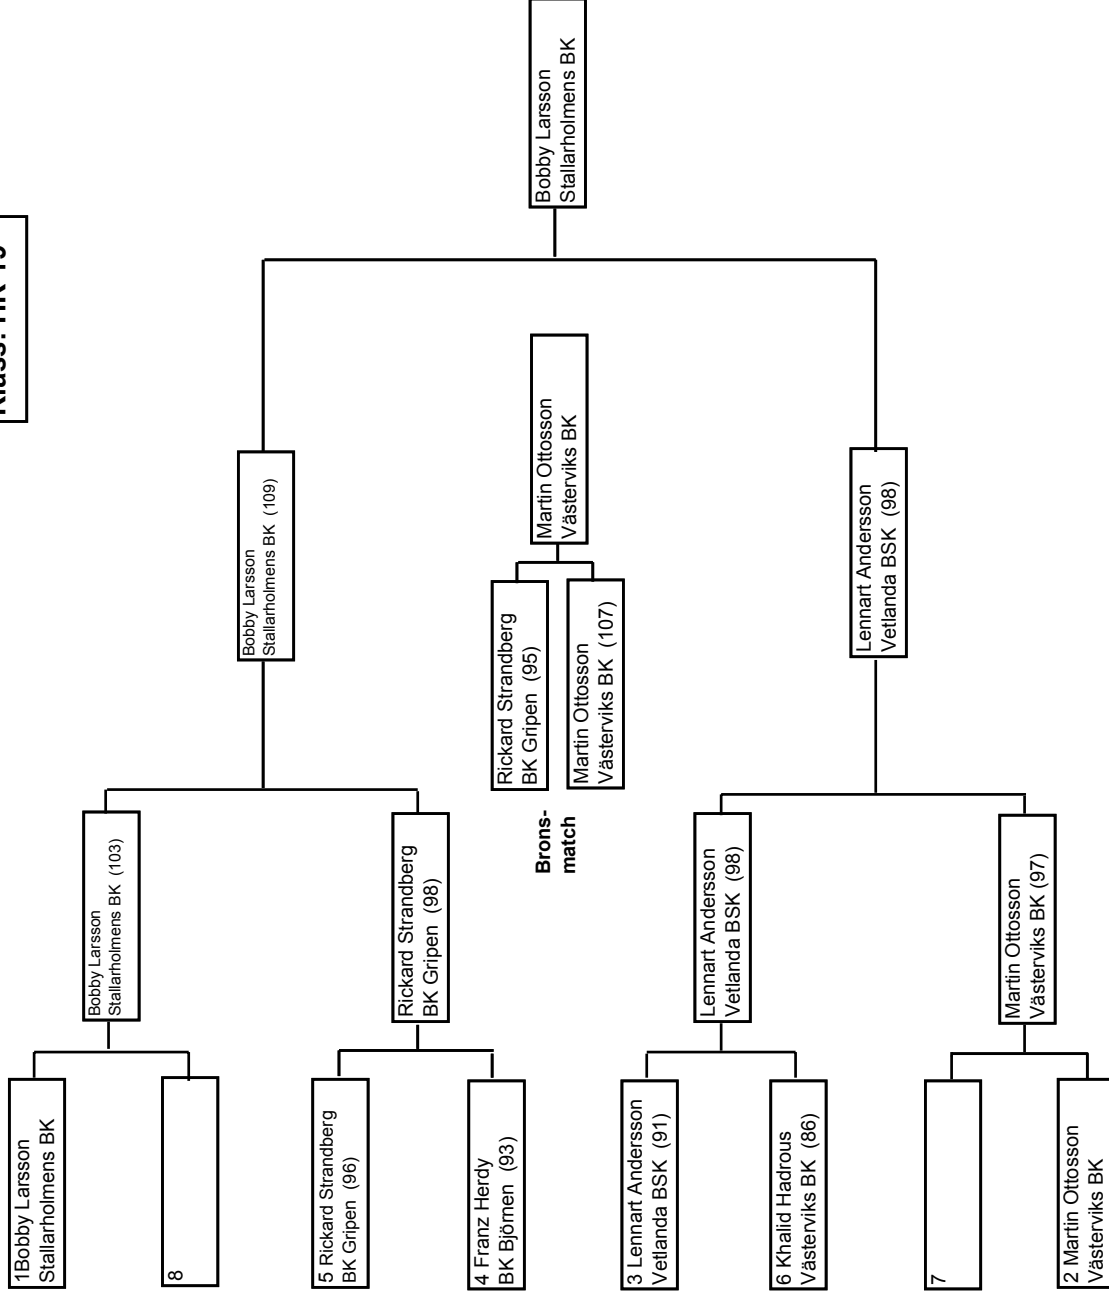 1Bobby Larsson
Stallarholmens BK
8
5 Rickard Strandberg
BK Gripen (96)
4 Franz Herdy
BK Björnen (93)
3 Lennart Andersson
Vetlanda BSK (91)
6 Khalid Hadrous
Västerviks BK (86)
7
2 Martin Ottosson
Västerviks BK
Bobby Larsson
Stallarholmens BK (103)
Rickard Strandberg
BK Gripen (98)
Lennart Andersson
Vetlanda BSK (98)
Martin Ottosson
Västerviks BK (97)
Brons-
match
Bobby Larsson
Stallarholmens BK (109)
Rickard Strandberg
BK Gripen (95)
Martin Ottosson
Västerviks BK (107)
Lennart Andersson
Vetlanda BSK (98)
Martin Ottosson
Västerviks BK
Bobby Larsson
Stallarholmens BK